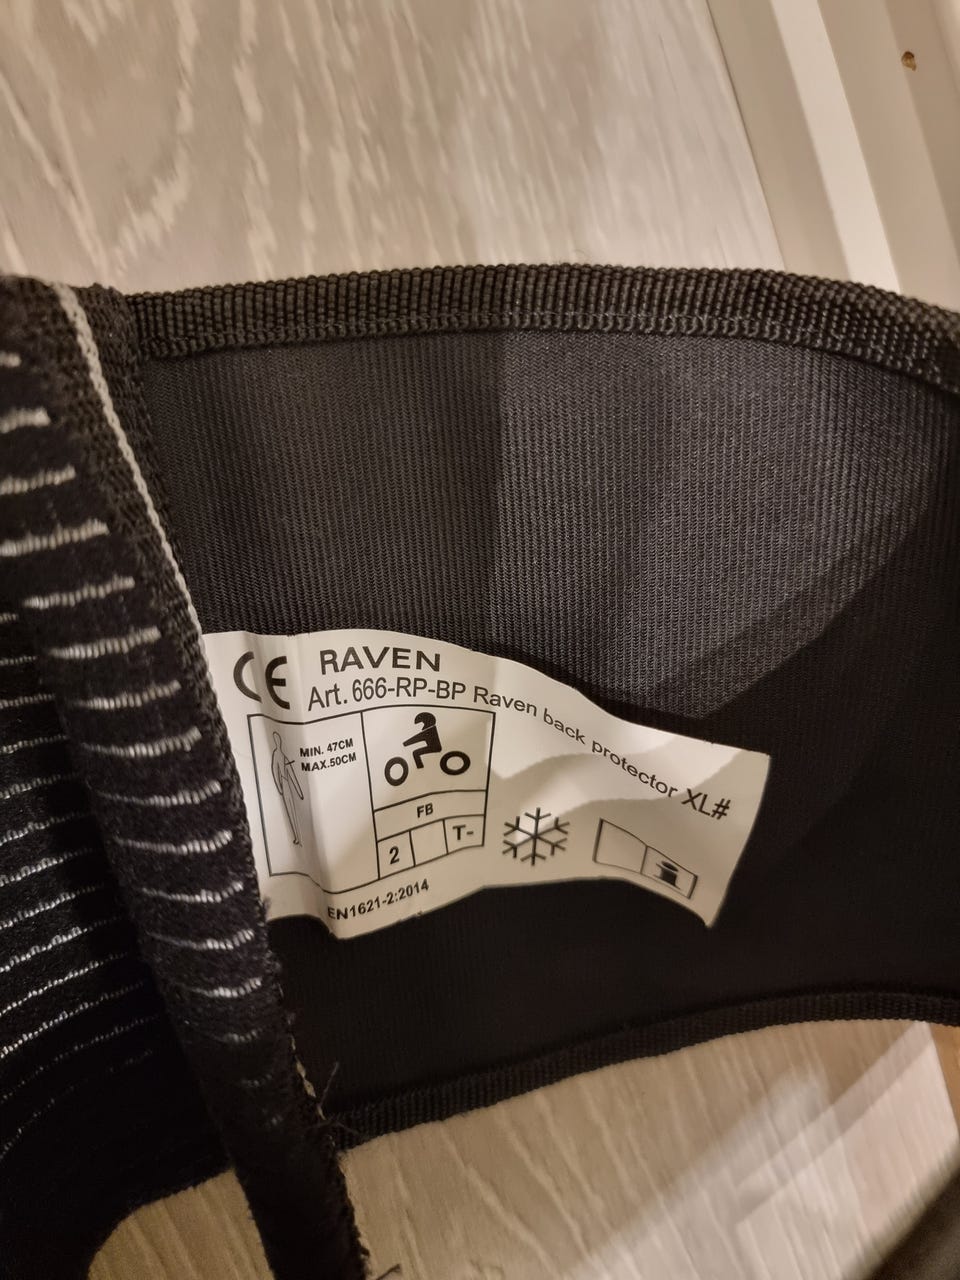 CE RAVEN
Art. 666-RP-BP Raven back protector XL#
MIN. 47CM
MAX.50CM
FB
2 T-
EN1621-2:2014
i